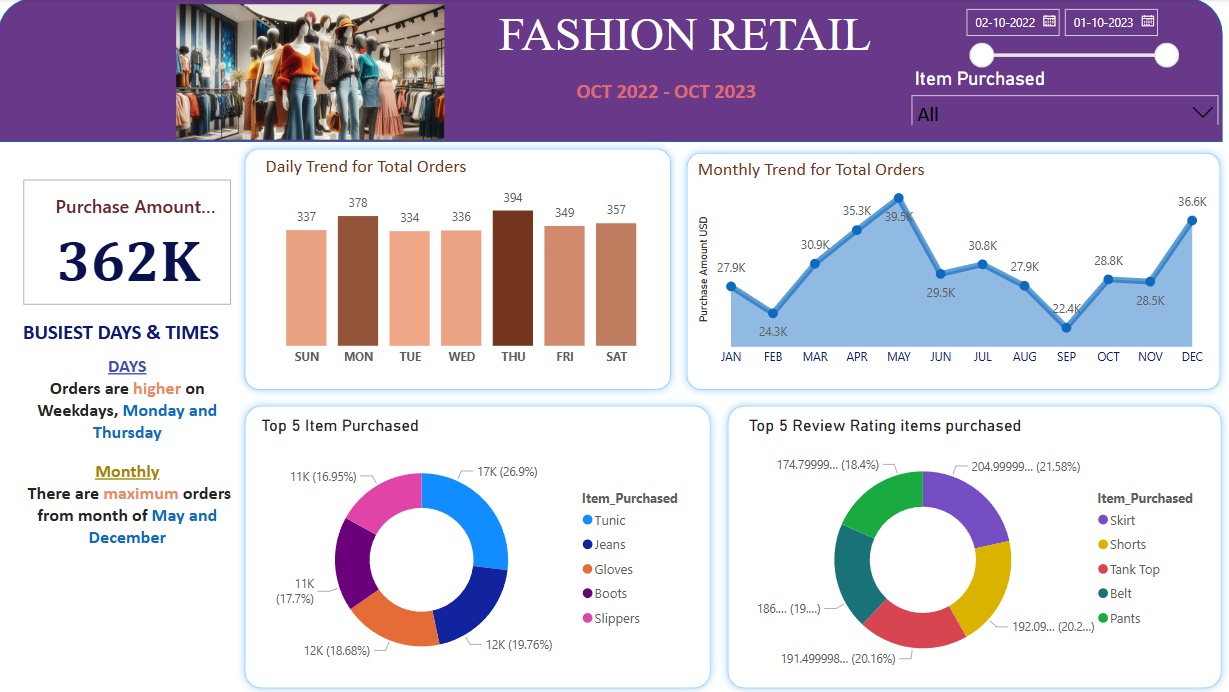 FASHION RETAIL
OCT 2022 - OCT 2023
02-10-2022
01-10-2023
Item Purchased
All
Purchase Amount...
362K
BUSIEST DAYS & TIMES
DAYS
Orders are higher on
Weekdays, Monday and
Thursday
Monthly
There are maximum orders
from month of May and
December
Daily Trend for Total Orders
337
378
334
336
394
349
357
SUN MON TUE WED THU FRI SAT
Monthly Trend for Total Orders
Purchase Amount USD
27.9K
24.3K
30.9K
35.3K
39.5K
29.5K
30.8K
27.9K
22.4K
28.8K
28.5K
36.6K
JAN FEB MAR APR MAY JUN JUL AUG SEP OCT NOV DEC
Top 5 Item Purchased
11K (16.95%)
17K (26.9%)
11K
(17.7%)
12K (18.68%)
12K (19.76%)
Item_Purchased
Tunic
Jeans
Gloves
Boots
Slippers
Top 5 Review Rating items purchased
174.79999... (18.4%)
204.99999... (21.58%)
186.... (19....)
191.499998... (20.16%)
192.09... (20.2...)
Item_Purchased
Skirt
Shorts
Tank Top
Belt
Pants